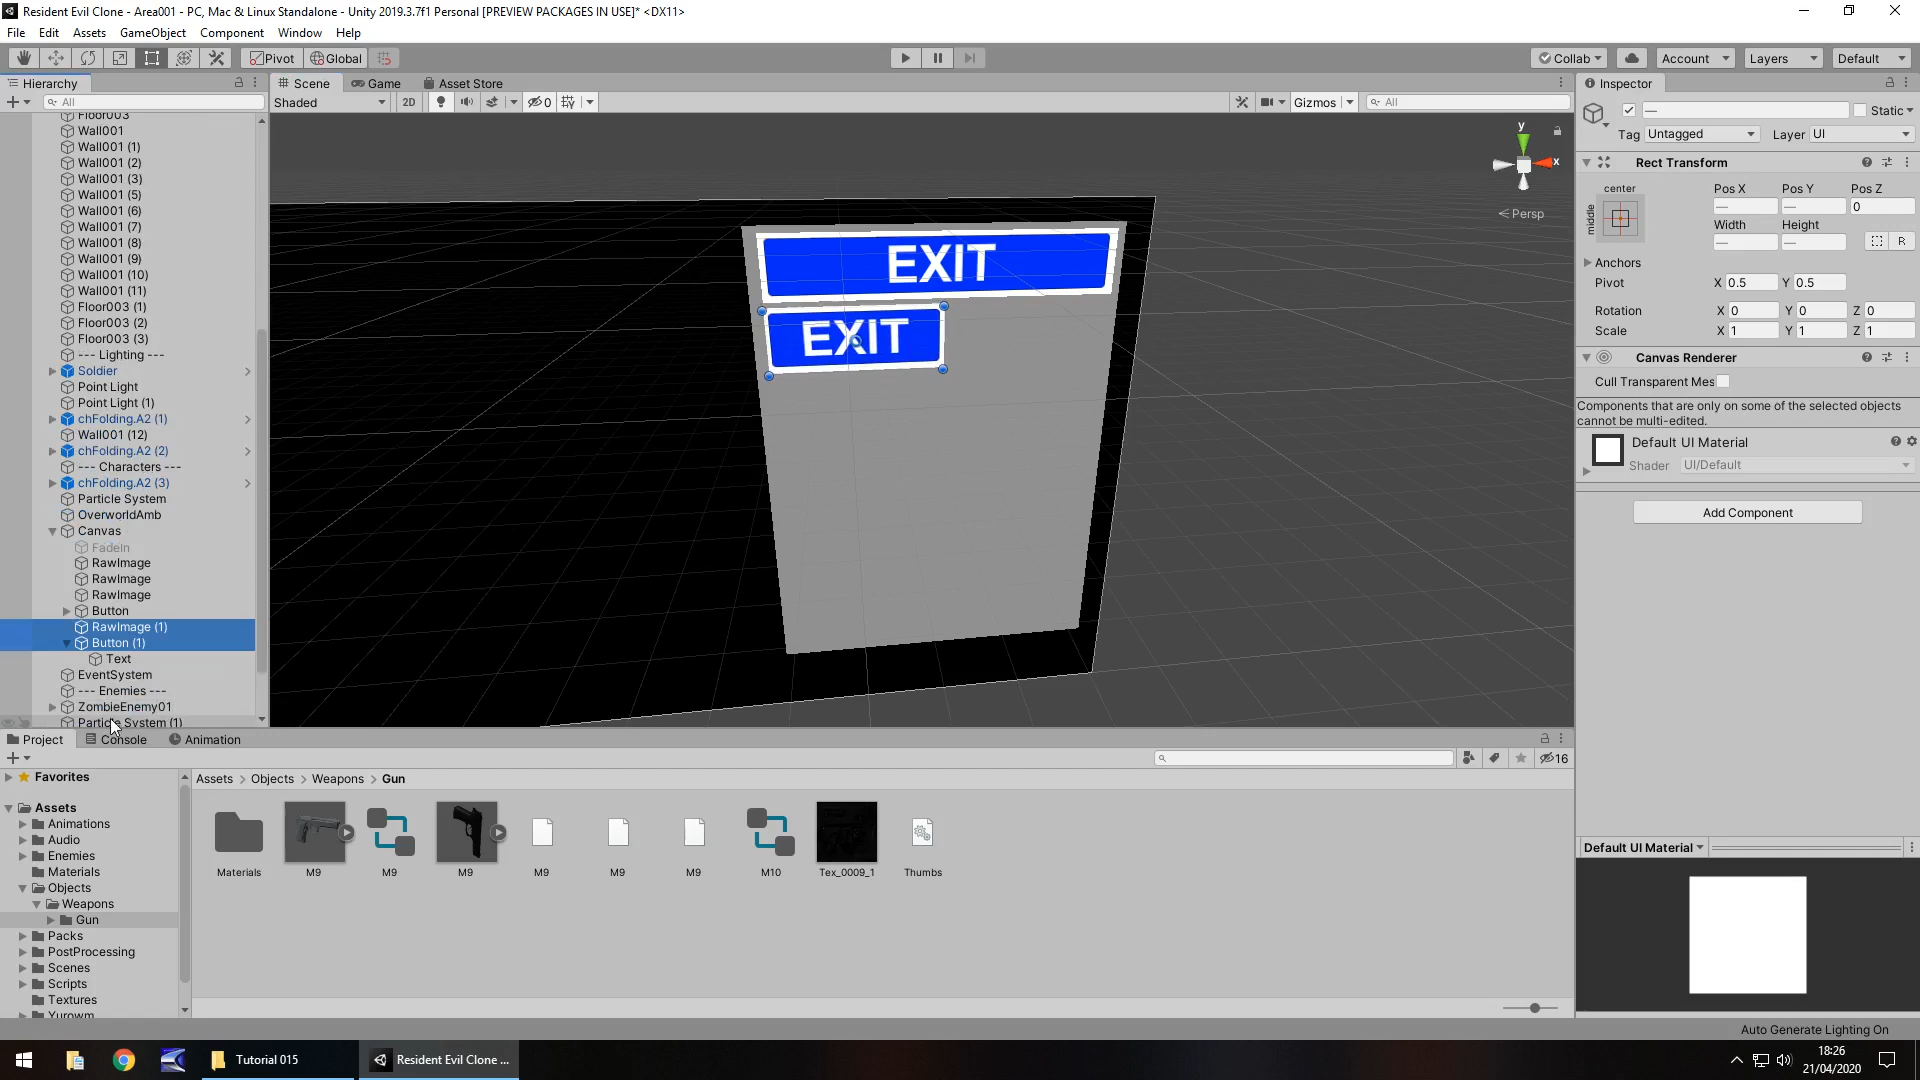 Resident Evil Clone - Area001 - PC, Mac & Linux Standalone - Unity 2019.3.7f1 Personal [PREVIEW PACKAGES IN USE]* <DX11>
File Edit Assets GameObject Component Window Help
Pivot Global Collab Account Layers Default
Hierarchy Scene Game Asset Store Inspector
All Shaded 2D 0 Gizmos All Static
Tag Untagged Layer UI
Floor003
Wall001
Wall001 (1)
Wall001 (2)
Wall001 (3)
Wall001 (5)
Wall001 (6)
Wall001 (7)
Wall001 (8)
Wall001 (9)
Wall001 (10)
Wall001 (11)
Floor003 (1)
Floor003 (2)
Floor003 (3)
--- Lighting ---
Soldier
Point Light
Point Light (1)
chFolding.A2 (1)
Wall001 (12)
chFolding.A2 (2)
--- Characters ---
chFolding.A2 (3)
Particle System
OverworldAmb
Canvas
FadeIn
RawImage
RawImage
RawImage
Button
RawImage (1)
Button (1)
Text
EventSystem
--- Enemies ---
ZombieEnemy01
Particle System (1)
y
x
Persp
EXIT
EXIT
Rect Transform
center
middle
Pos X Pos Y Pos Z
— — 0
Width Height
— — R
Anchors
Pivot X 0.5 Y 0.5
Rotation X 0 Y 0 Z 0
Scale X 1 Y 1 Z 1
Canvas Renderer
Cull Transparent Mes
Components that are only on some of the selected objects
cannot be multi-edited.
Default UI Material
Shader UI/Default
Add Component
Default UI Material
Project Console Animation
16
Favorites
Assets
Animations
Audio
Enemies
Materials
Objects
Weapons
Gun
Packs
PostProcessing
Scenes
Scripts
Textures
Yurowm
Assets > Objects > Weapons > Gun
Materials M9 M9 M9 M9 M9 M9 M10 Tex_0009_1 Thumbs
Auto Generate Lighting On
Tutorial 015 Resident Evil Clone ...
18:26
21/04/2020